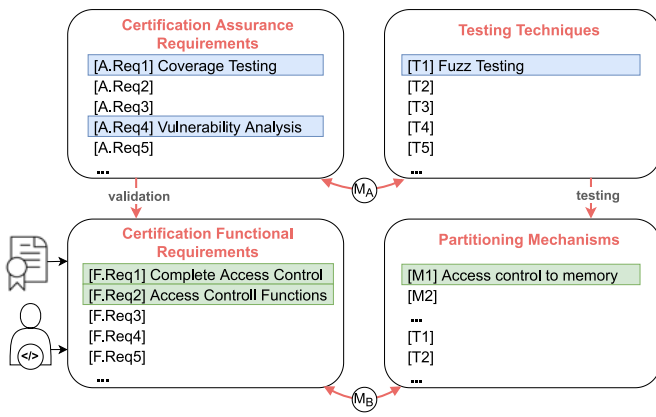 Certification Assurance
Requirements
[A.Req1] Coverage Testing
[A.Req2]
[A.Req3]
[A.Req4] Vulnerability Analysis
[A.Req5]
...
Testing Techniques
[T1] Fuzz Testing
[T2]
[T3]
[T4]
[T5]
...
M_A
validation
testing
Certification Functional
Requirements
[F.Req1] Complete Access Control
[F.Req2] Access Controll Functions
[F.Req3]
[F.Req4]
[F.Req5]
...
</>
Partitioning Mechanisms
[M1] Access control to memory
[M2]
...
[T1]
[T2]
...
M_B